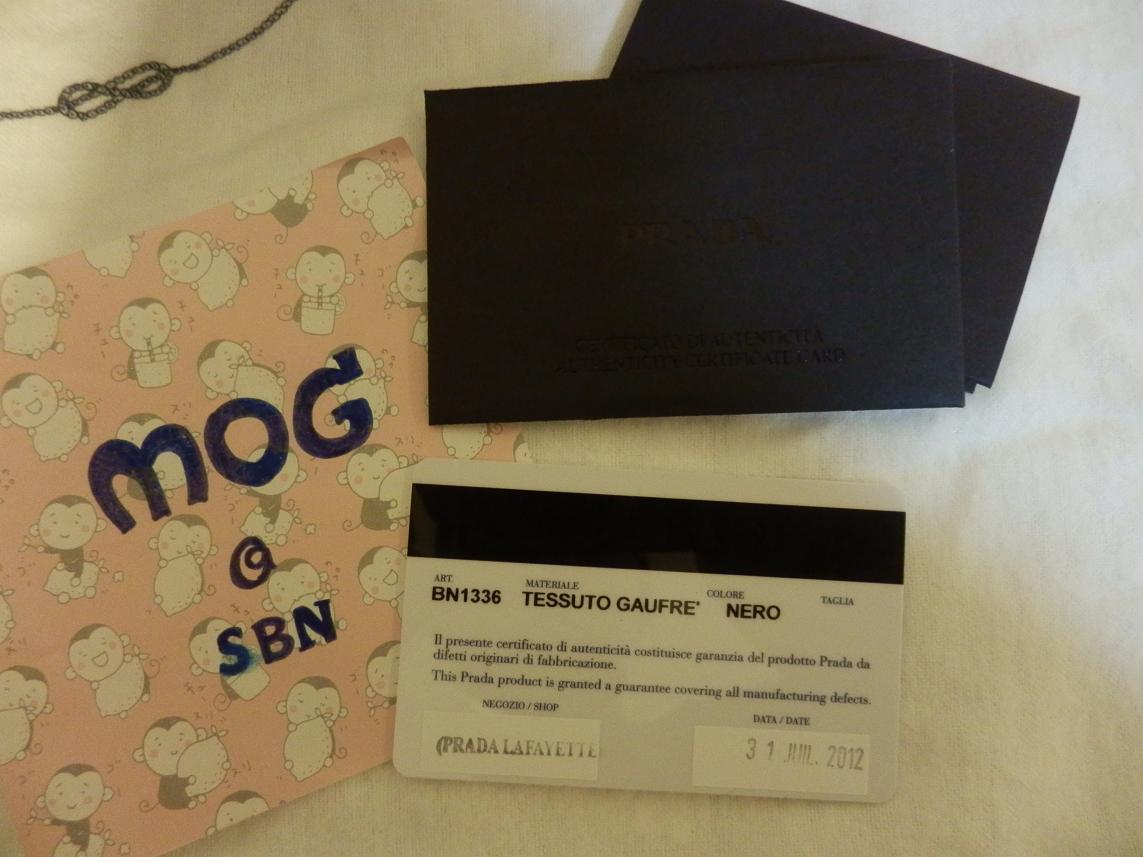 PRADA
CERTIFICATO DI AUTENTICITÀ
AUTHENTICITY CERTIFICATE CARD
MOG
@
SBN
ART.
BN1336
MATERIALE
TESSUTO GAUFRE'
COLORE
NERO
TAGLIA
Il presente certificato di autenticità costituisce garanzia del prodotto Prada da
difetti originari di fabbricazione.
This Prada product is granted a guarantee covering all manufacturing defects.
NEGOZIO / SHOP
(PRADA LAFAYETTE
DATA / DATE
31 JUIL. 2012